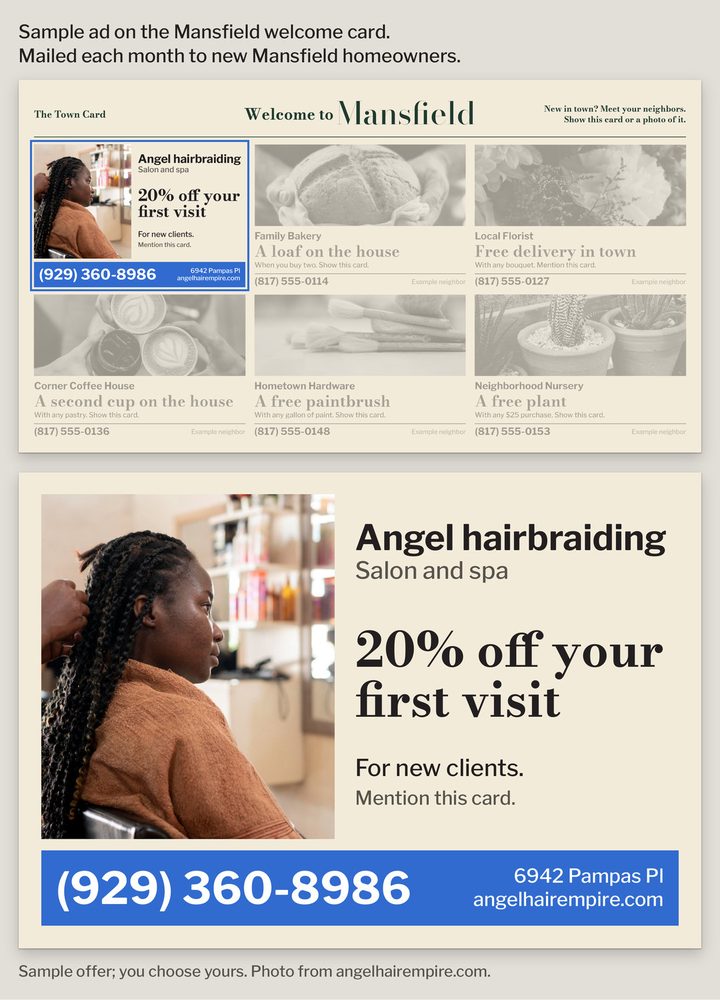 Sample ad on the Mansfield welcome card.
Mailed each month to new Mansfield homeowners.
The Town Card
Welcome to Mansfield
New in town? Meet your neighbors.
Show this card or a photo of it.
Angel hairbraiding
Salon and spa
20% off your
first visit
For new clients.
Mention this card.
(929) 360-8986
6942 Pampas Pl
angelhairempire.com
Family Bakery
A loaf on the house
When you buy two. Show this card.
(817) 555-0114
Example neighbor
Local Florist
Free delivery in town
With any bouquet. Mention this card.
(817) 555-0127
Example neighbor
Corner Coffee House
A second cup on the house
With any pastry. Show this card.
(817) 555-0136
Example neighbor
Hometown Hardware
A free paintbrush
With any gallon of paint. Show this card.
(817) 555-0148
Example neighbor
Neighborhood Nursery
A free plant
With any $25 purchase. Show this card.
(817) 555-0153
Example neighbor
Angel hairbraiding
Salon and spa
20% off your
first visit
For new clients.
Mention this card.
(929) 360-8986
6942 Pampas Pl
angelhairempire.com
Sample offer; you choose yours. Photo from angelhairempire.com.